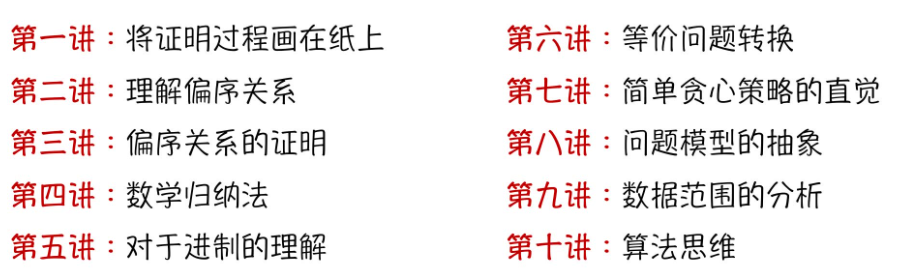 第一讲：将证明过程画在纸上
第二讲：理解偏序关系
第三讲：偏序关系的证明
第四讲：数学归纳法
第五讲：对于进制的理解
第六讲：等价问题转换
第七讲：简单贪心策略的直觉
第八讲：问题模型的抽象
第九讲：数据范围的分析
第十讲：算法思维